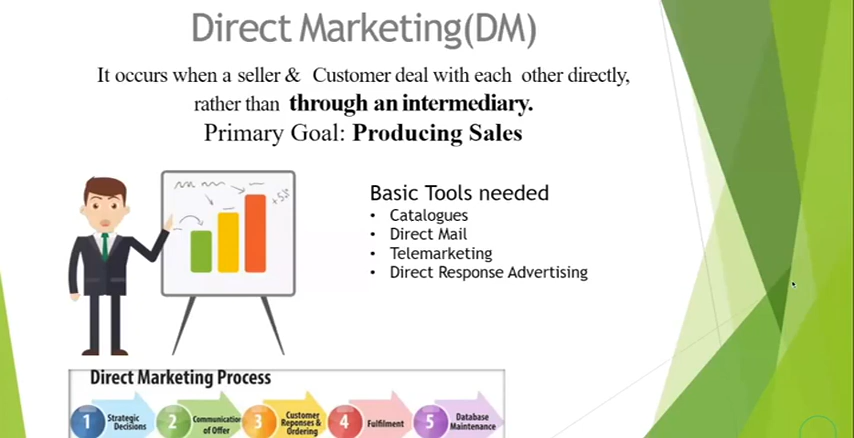 Direct Marketing(DM)
It occurs when a seller & Customer deal with each other directly,
rather than through an intermediary.
Primary Goal: Producing Sales
Basic Tools needed
• Catalogues
• Direct Mail
• Telemarketing
• Direct Response Advertising
Direct Marketing Process
1 Strategic
Decisions
2 Communication
of Offer
3 Customer
Reponses &
Ordering
4 Fulfilment
5 Database
Maintenance